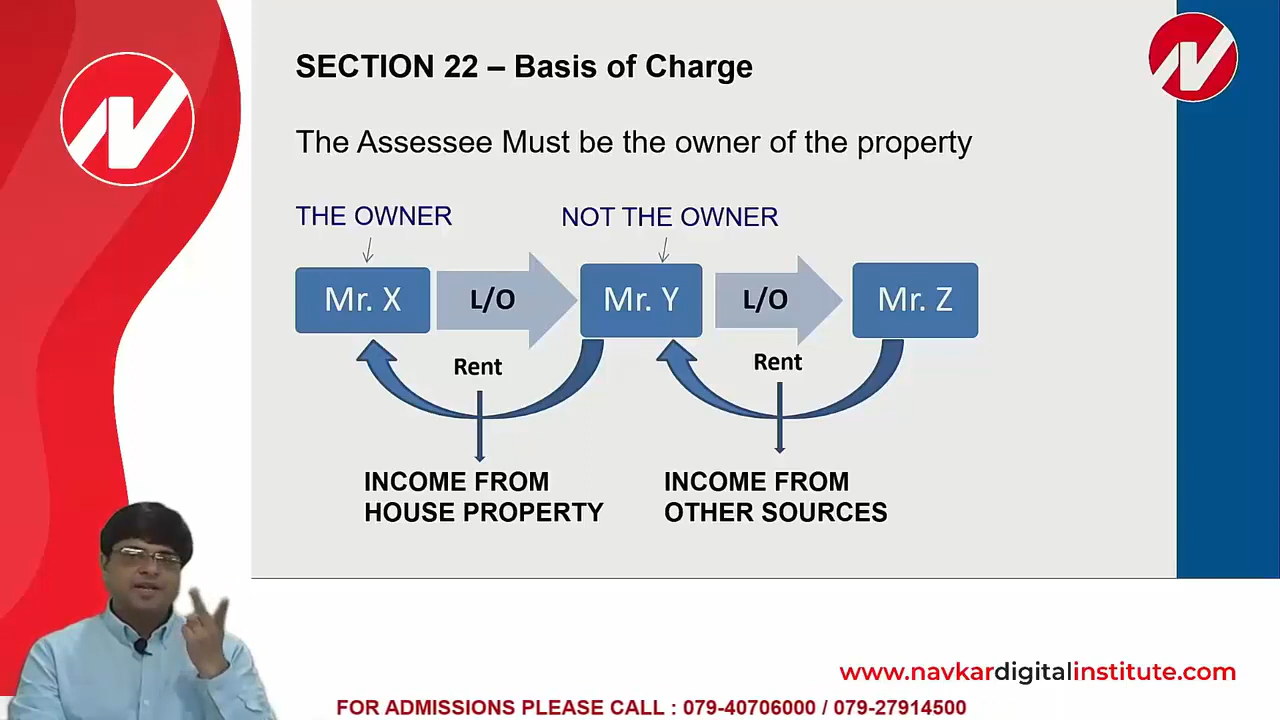 SECTION 22 – Basis of Charge
The Assessee Must be the owner of the property
THE OWNER
NOT THE OWNER
Mr. X
L/O
Mr. Y
L/O
Mr. Z
Rent
Rent
INCOME FROM
HOUSE PROPERTY
INCOME FROM
OTHER SOURCES
www.navkardigitalinstitute.com
FOR ADMISSIONS PLEASE CALL : 079-40706000 / 079-27914500